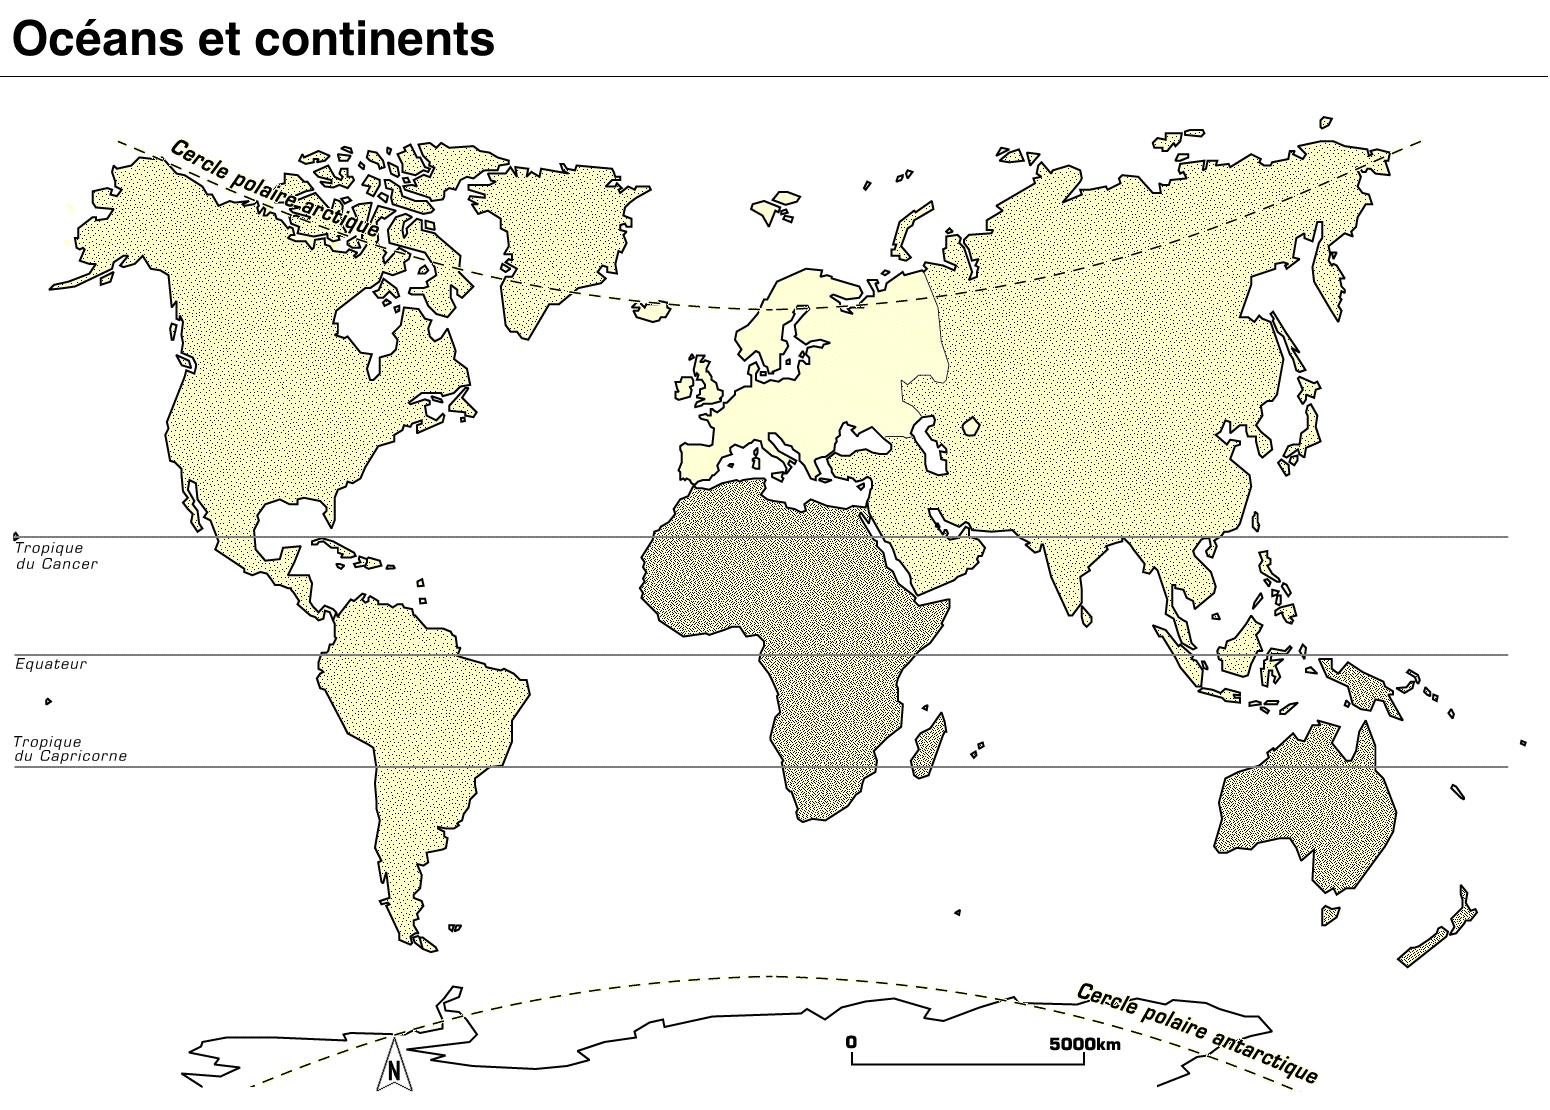 Océans et continents
Cercle polaire arctique
Tropique
du Cancer
Equateur
Tropique
du Capricorne
Cercle polaire antarctique
0 5000km
N